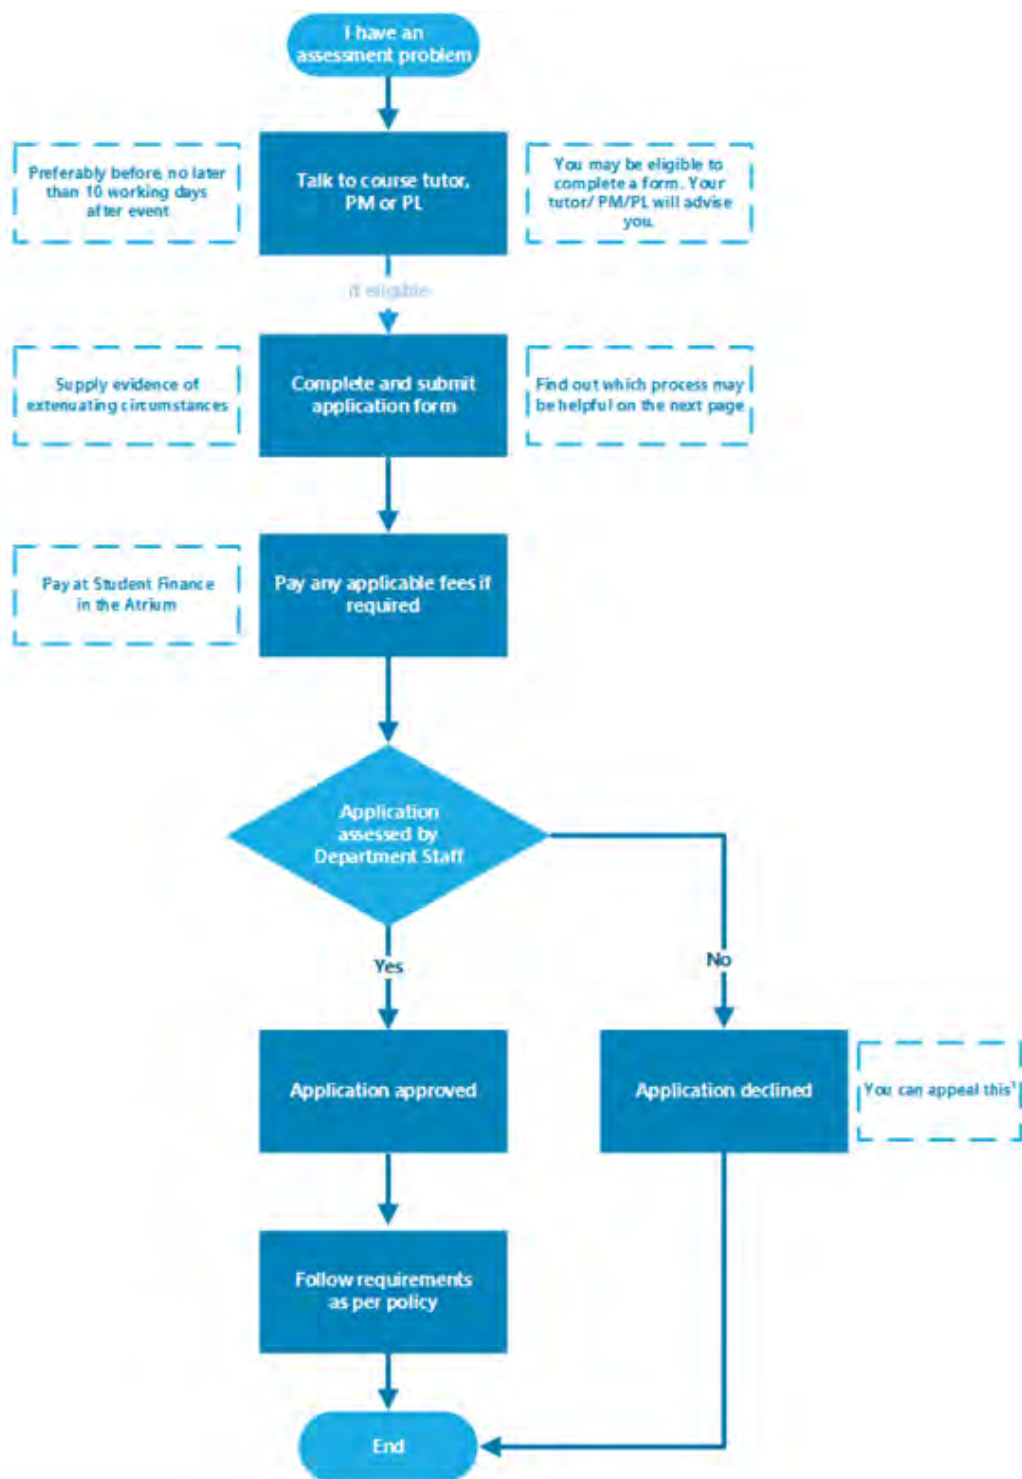 I have an
assessment problem
Preferably before, no later
than 10 working days
after event
Talk to course tutor,
PM or PL
You may be eligible to
complete a form. Your
tutor/ PM/PL will advise
you.
if eligible
Supply evidence of
extenuating circumstances
Complete and submit
application form
Find out which process may
be helpful on the next page
Pay at Student Finance
in the Atrium
Pay any applicable fees if
required
Application
assessed by
Department Staff
Yes
No
Application approved
Application declined
You can appeal this¹
Follow requirements
as per policy
End